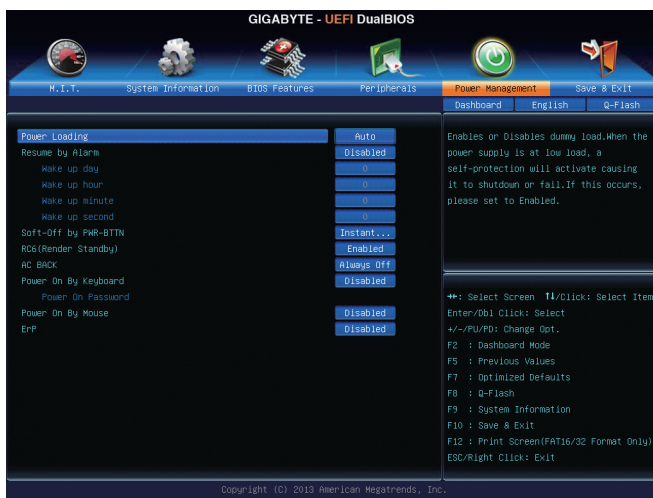 GIGABYTE - UEFI DualBIOS
M.I.T. System Information BIOS Features Peripherals Power Management Save & Exit
Dashboard English Q-Flash
Power Loading Auto
Resume by Alarm Disabled
Wake up day 0
Wake up hour 0
Wake up minute 0
Wake up second 0
Soft-Off by PWR-BTTN Instant...
RC6(Render Standby) Enabled
AC BACK Always Off
Power On By Keyboard Disabled
Power On Password
Power On By Mouse Disabled
ErP Disabled
Enables or Disables dummy load.When the
power supply is at low load, a
self-protection will activate causing
it to shutdown or fail.If this occurs,
please set to Enabled.
→←: Select Screen ↑↓/Click: Select Item
Enter/Dbl Click: Select
+/-/PU/PD: Change Opt.
F2 : Dashboard Mode
F5 : Previous Values
F7 : Optimized Defaults
F8 : Q-Flash
F9 : System Information
F10 : Save & Exit
F12 : Print Screen(FAT16/32 Format Only)
ESC/Right Click: Exit
Copyright (C) 2013 American Megatrends, Inc.